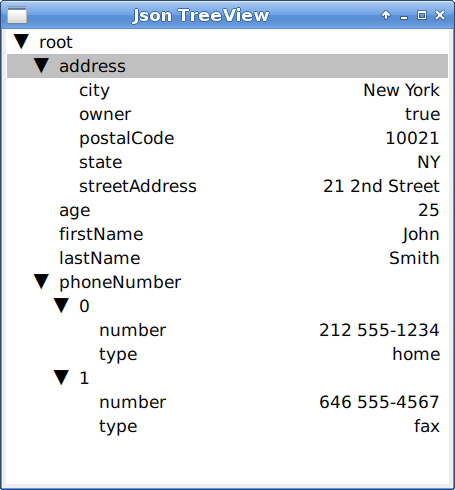 Json TreeView
root
address
city New York
owner true
postalCode 10021
state NY
streetAddress 21 2nd Street
age 25
firstName John
lastName Smith
phoneNumber
0
number 212 555-1234
type home
1
number 646 555-4567
type fax